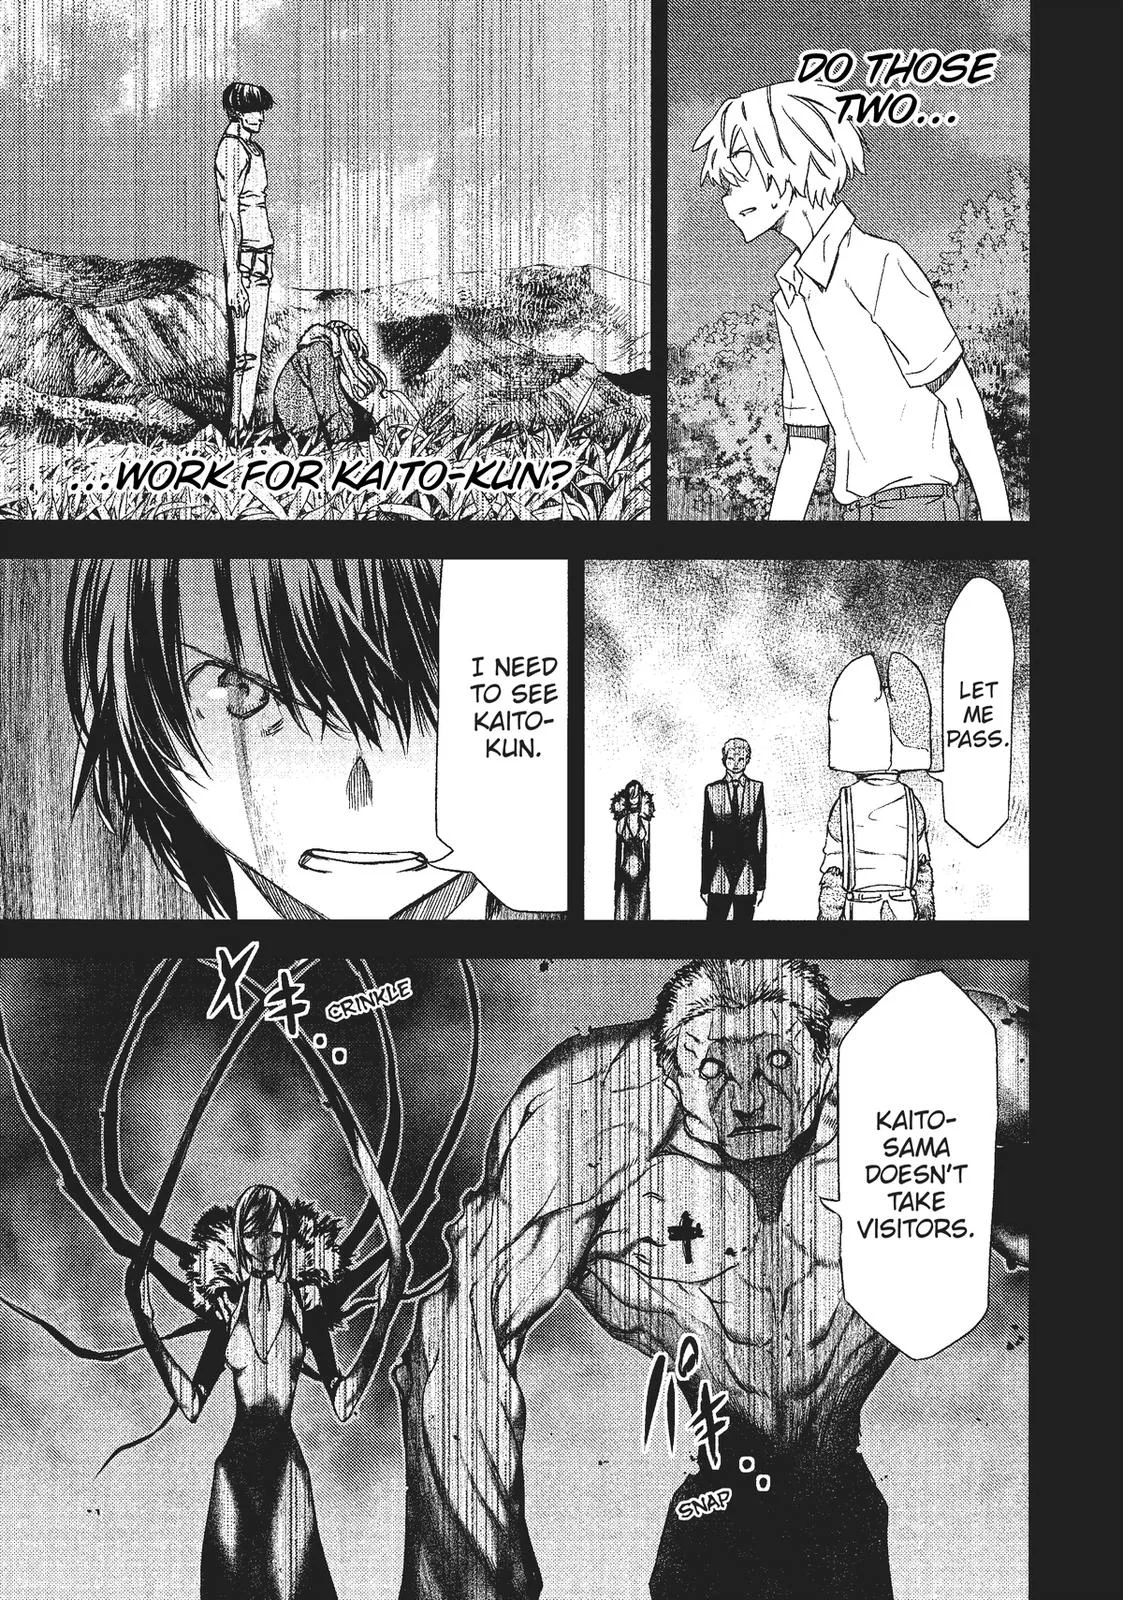 DO THOSE
TWO...
...WORK FOR KAITO-KUN?
LET
ME
PASS.
I NEED
TO SEE
KAITO-
KUN.
メキ...
CRINKLE
KAITO-
SAMA
DOESN'T
TAKE
VISITORS.
パキ...
SNAP